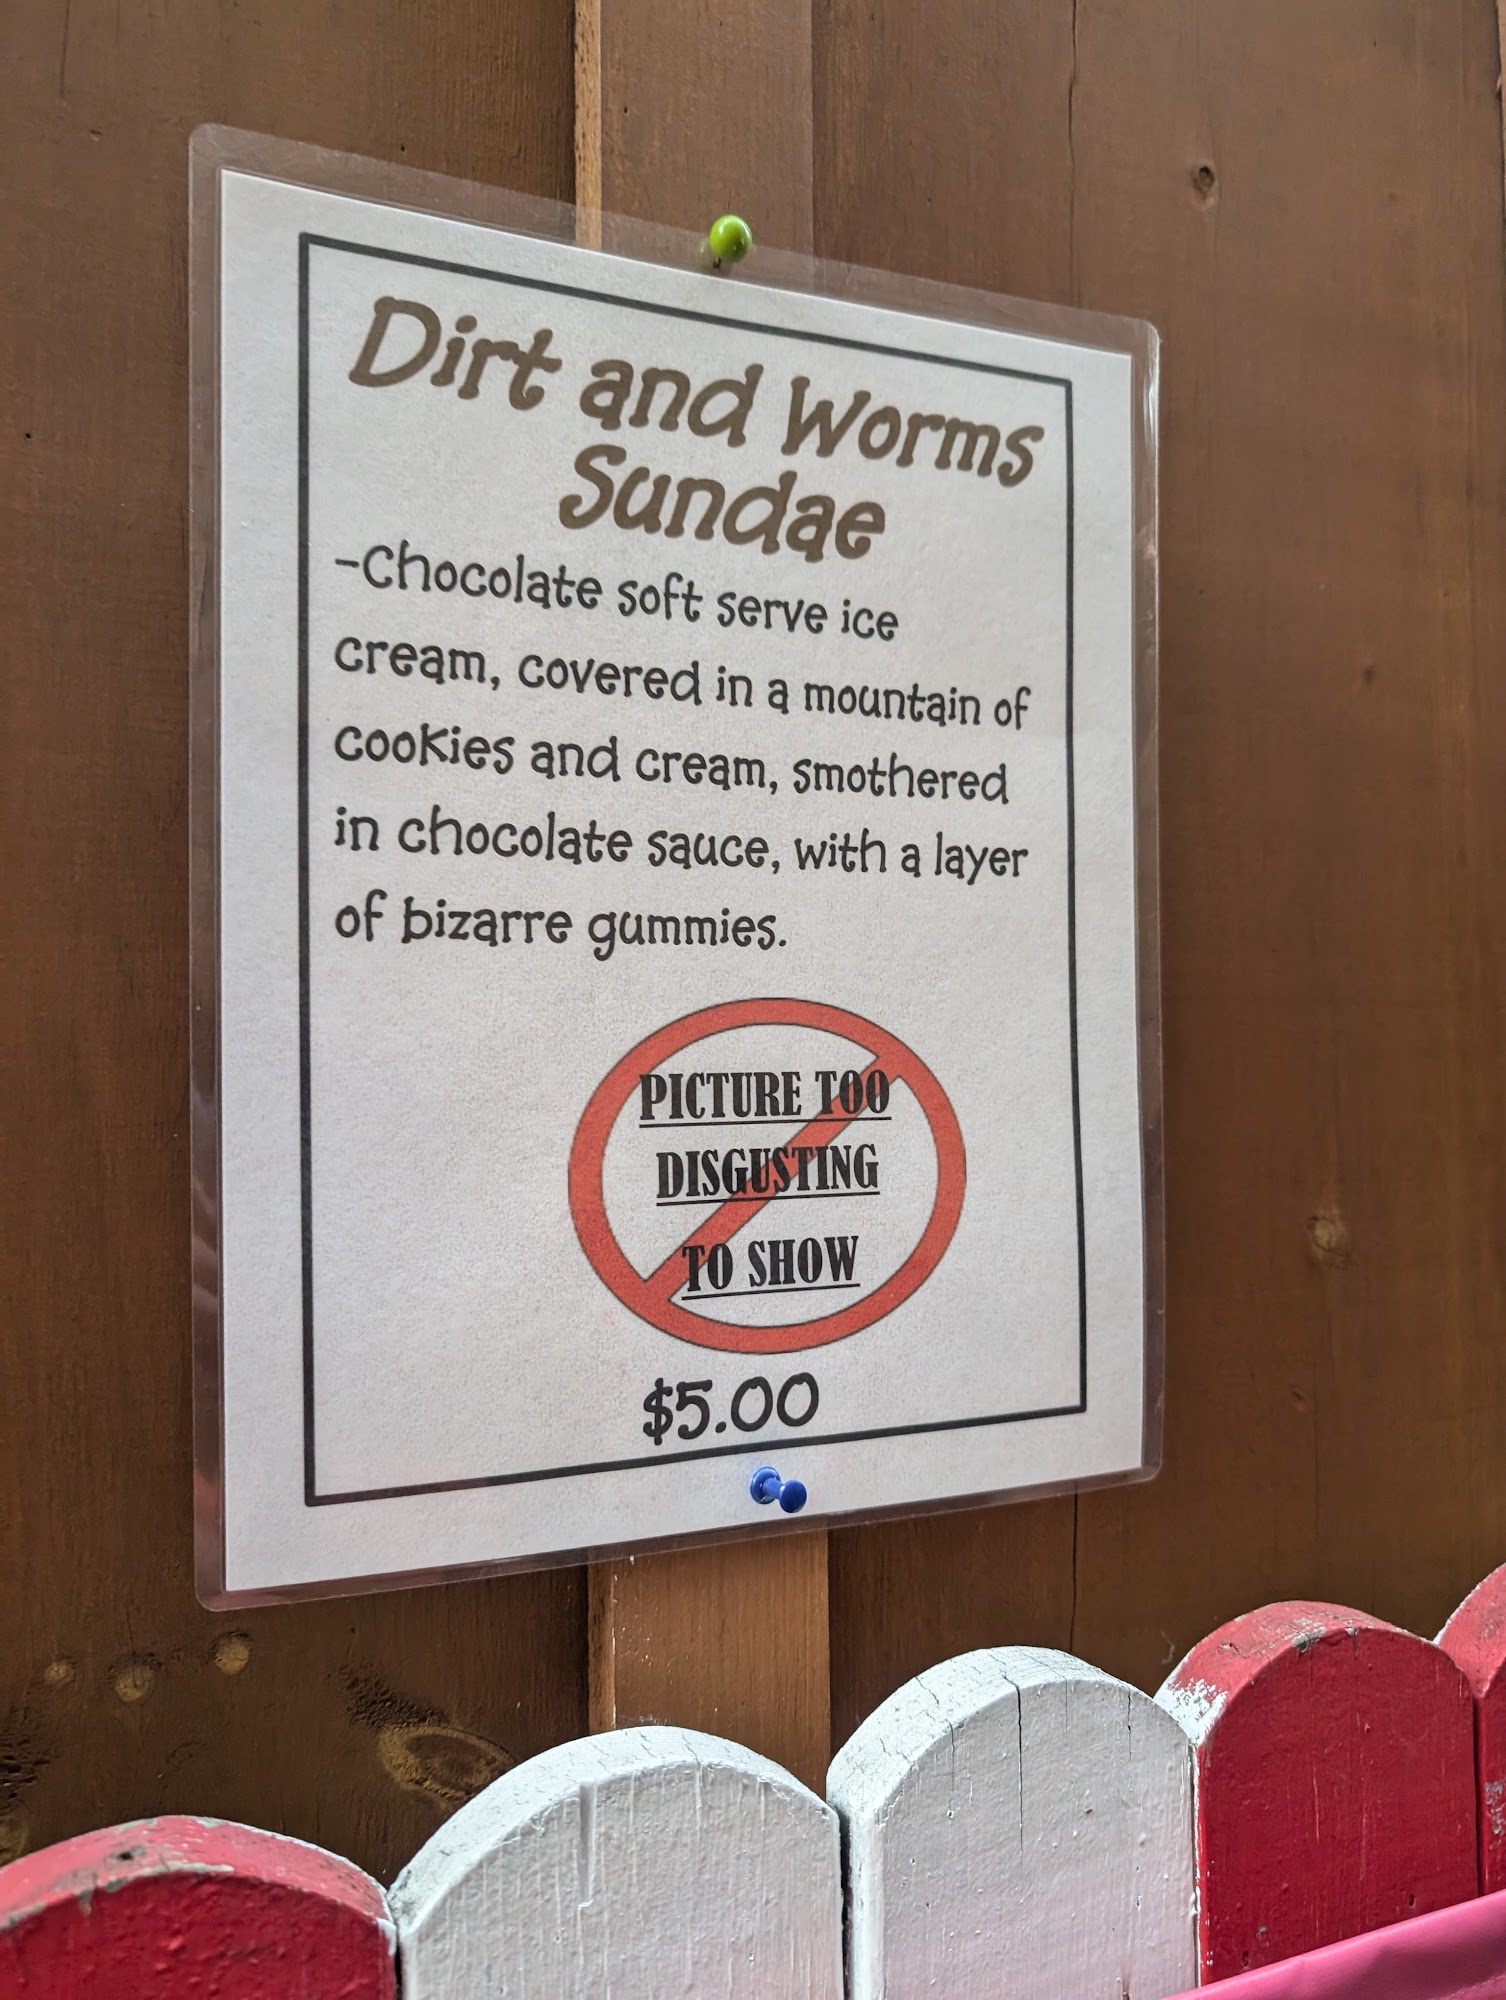 Dirt and Worms
Sundae
-Chocolate soft serve ice
cream, covered in a mountain of
cookies and cream, smothered
in chocolate sauce, with a layer
of bizarre gummies.
PICTURE TOO
DISGUSTING
TO SHOW
$5.00